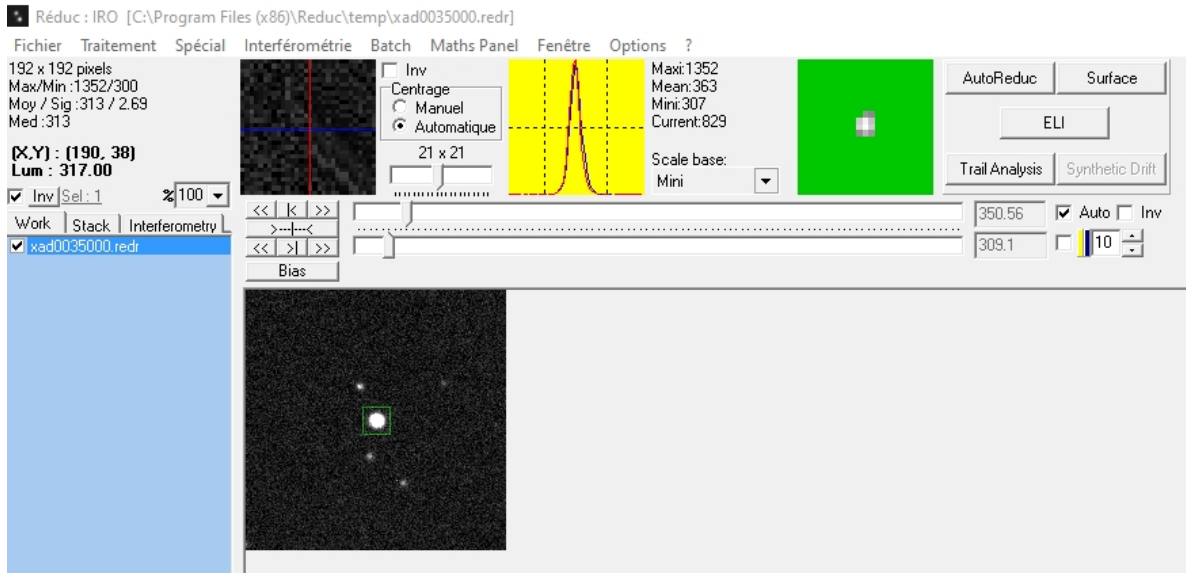 Réduc : IRO [C:\Program Files (x86)\Reduc\temp\xad0035000.redr]
Fichier Traitement Spécial Interférométrie Batch Maths Panel Fenêtre Options ?
192 x 192 pixels
Max/Min :1352/300
Moy / Sig :313 / 2.69
Med :313
(X,Y) : (190, 38)
Lum : 317.00
Inv Sel : 1 % 100
Work Stack Interferometry
xad0035000.redr
Inv
Centrage
Manuel
Automatique
21 x 21
Maxi:1352
Mean:363
Mini:307
Current:829
Scale base:
Mini
AutoReduc Surface
ELI
Trail Analysis Synthetic Drift
<< |< >>
>---|---<
<< >| >>
Bias
350.56 Auto Inv
309.1 10